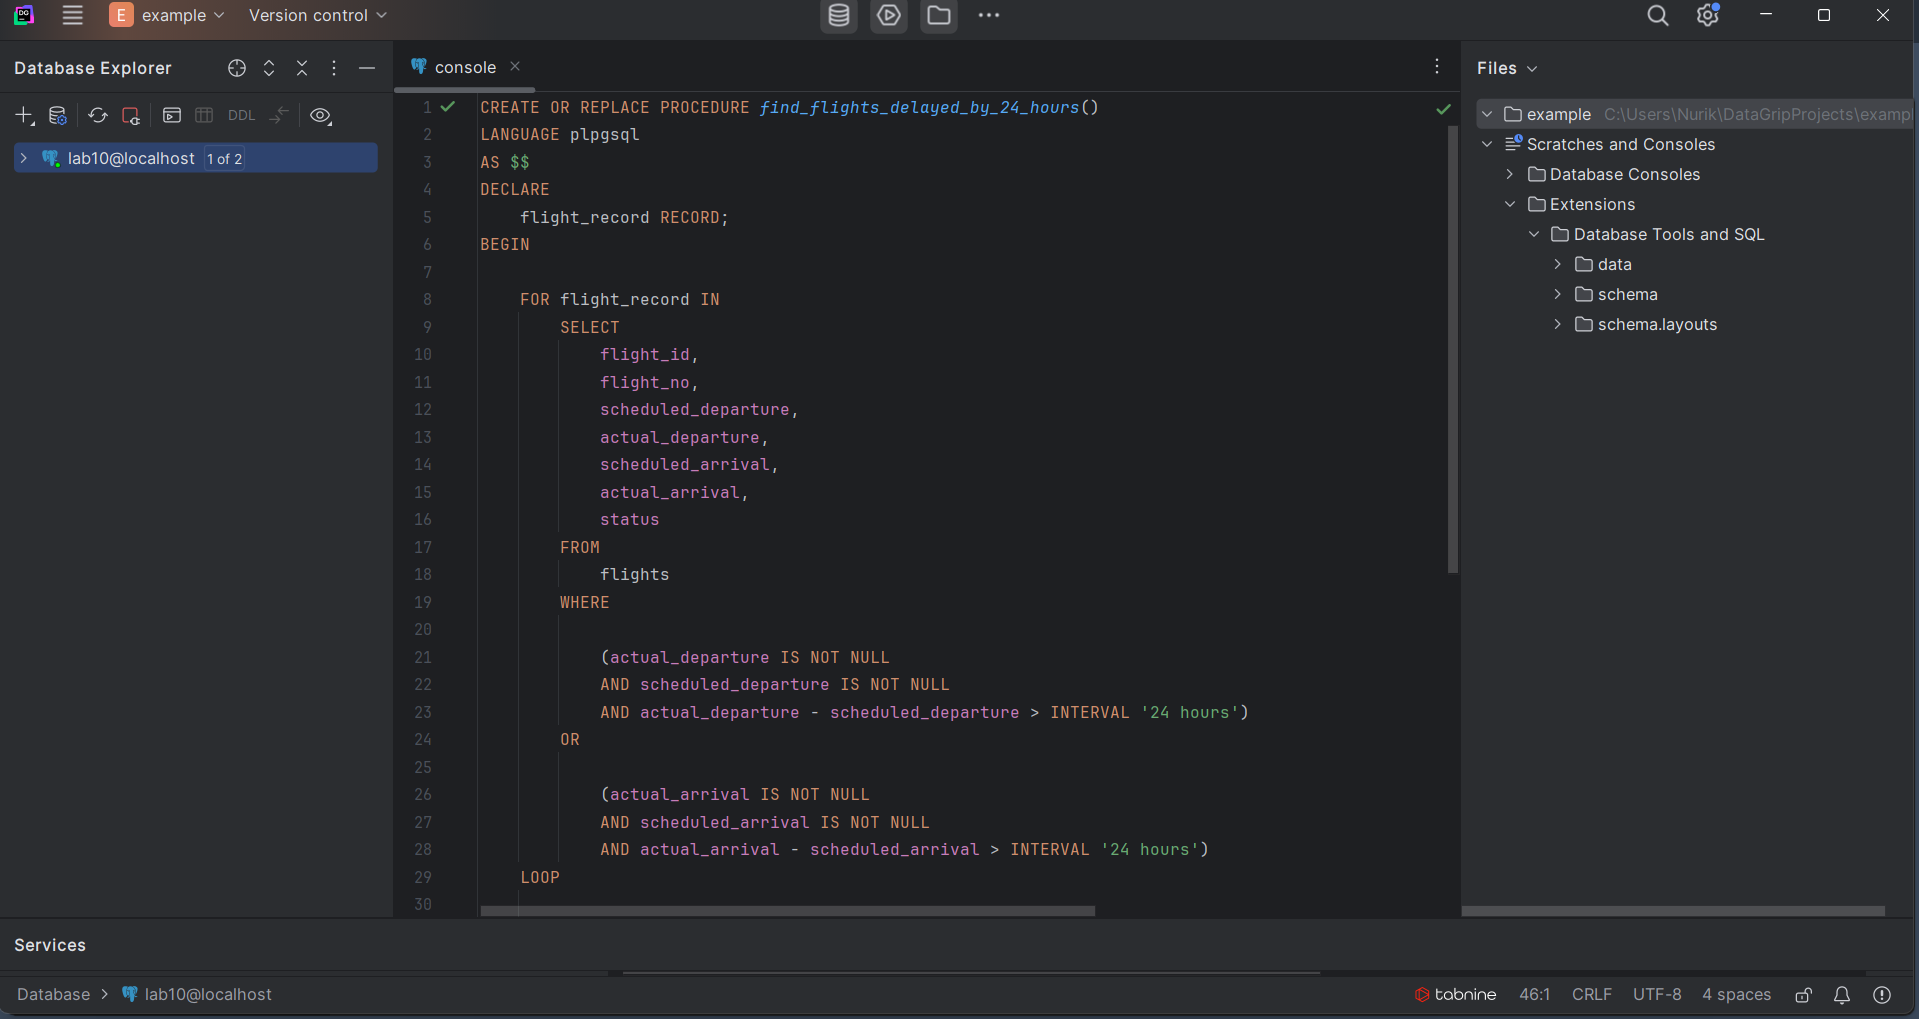 DG E example Version control
Database Explorer
DDL
lab10@localhost 1 of 2
console
1 CREATE OR REPLACE PROCEDURE find_flights_delayed_by_24_hours()
2 LANGUAGE plpgsql
3 AS $$
4 DECLARE
5 flight_record RECORD;
6 BEGIN
7
8 FOR flight_record IN
9 SELECT
10 flight_id,
11 flight_no,
12 scheduled_departure,
13 actual_departure,
14 scheduled_arrival,
15 actual_arrival,
16 status
17 FROM
18 flights
19 WHERE
20
21 (actual_departure IS NOT NULL
22 AND scheduled_departure IS NOT NULL
23 AND actual_departure - scheduled_departure > INTERVAL '24 hours')
24 OR
25
26 (actual_arrival IS NOT NULL
27 AND scheduled_arrival IS NOT NULL
28 AND actual_arrival - scheduled_arrival > INTERVAL '24 hours')
29 LOOP
30
Files
example C:\Users\Nurik\DataGripProjects\exampl
Scratches and Consoles
Database Consoles
Extensions
Database Tools and SQL
data
schema
schema.layouts
Services
Database lab10@localhost
tabnine 46:1 CRLF UTF-8 4 spaces